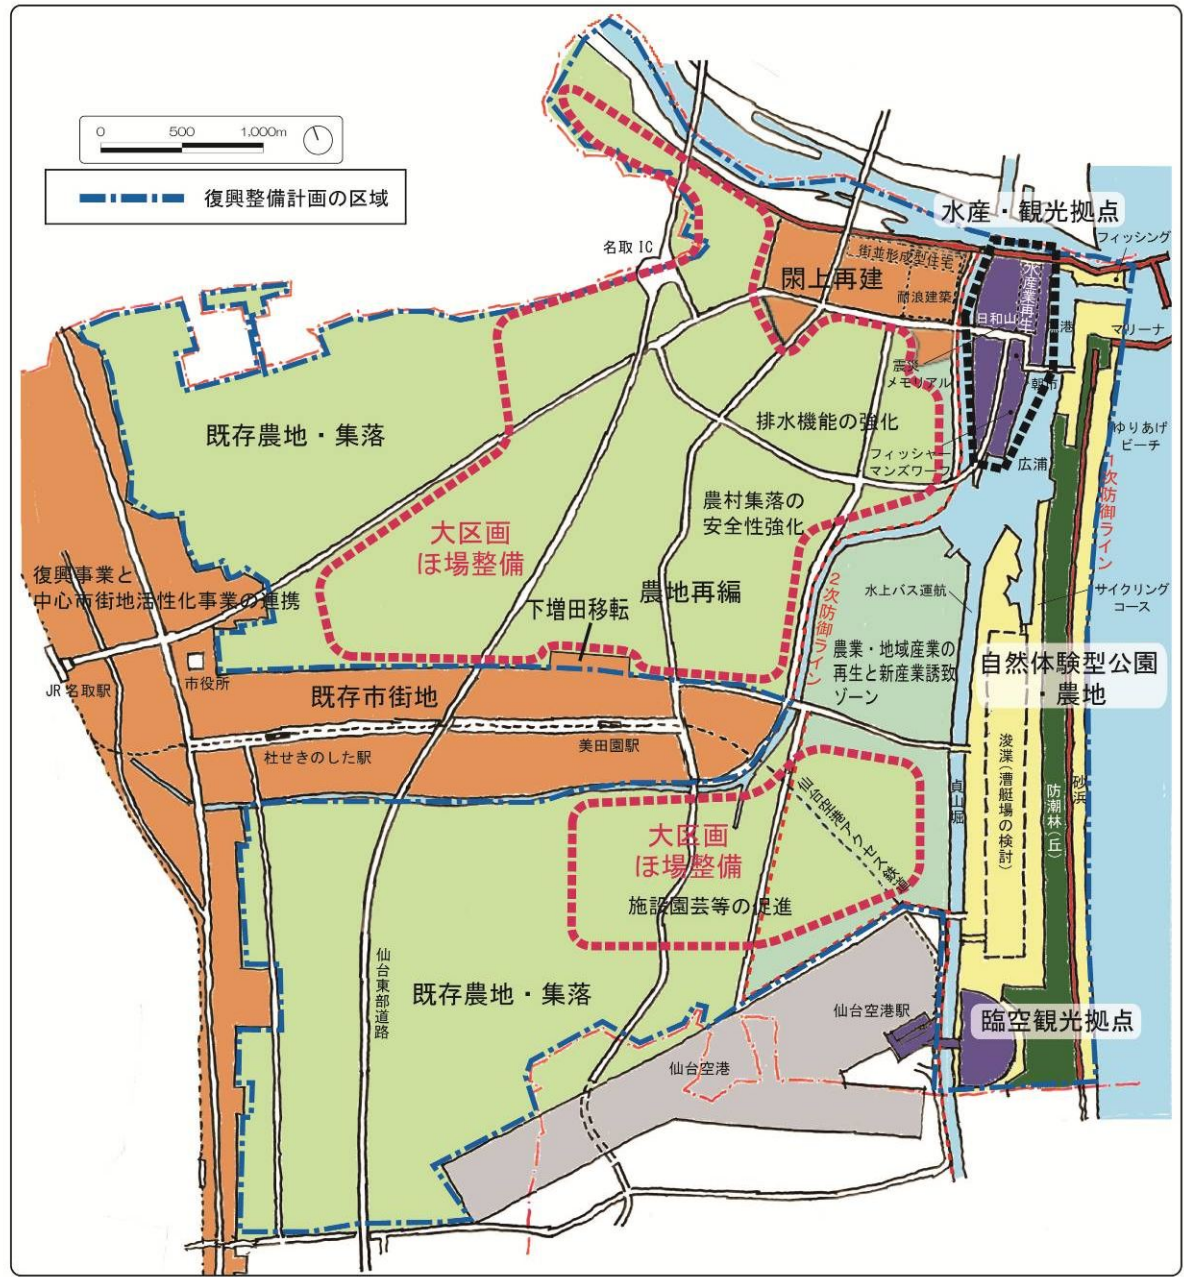 0 500 1,000m
復興整備計画の区域
水産・観光拠点
フィッシング
名取 IC
街並形成型住宅
閖上再建
耐浪建築
水産業再生
日和山
港
マリーナ
震災
メモリアル
朝市
排水機能の強化
既存農地・集落
フィッシャー
マンズワーフ
広浦
ゆりあげ
ビーチ
1次防御ライン
農村集落の
安全性強化
大区画
ほ場整備
復興事業と
中心市街地活性化事業の連携
下増田移転
農地再編
2次防御ライン
水上バス運航
サイクリング
コース
農業・地域産業の
再生と新産業誘致
ゾーン
自然体験型公園
・農地
JR 名取駅
市役所
既存市街地
杜せきのした駅
美田園駅
浚渫(漕艇場の検討)
貞山堀
防潮林(丘)
砂浜
仙台空港アクセス鉄道
大区画
ほ場整備
施設園芸等の促進
仙台東部道路
既存農地・集落
仙台空港駅
臨空観光拠点
仙台空港